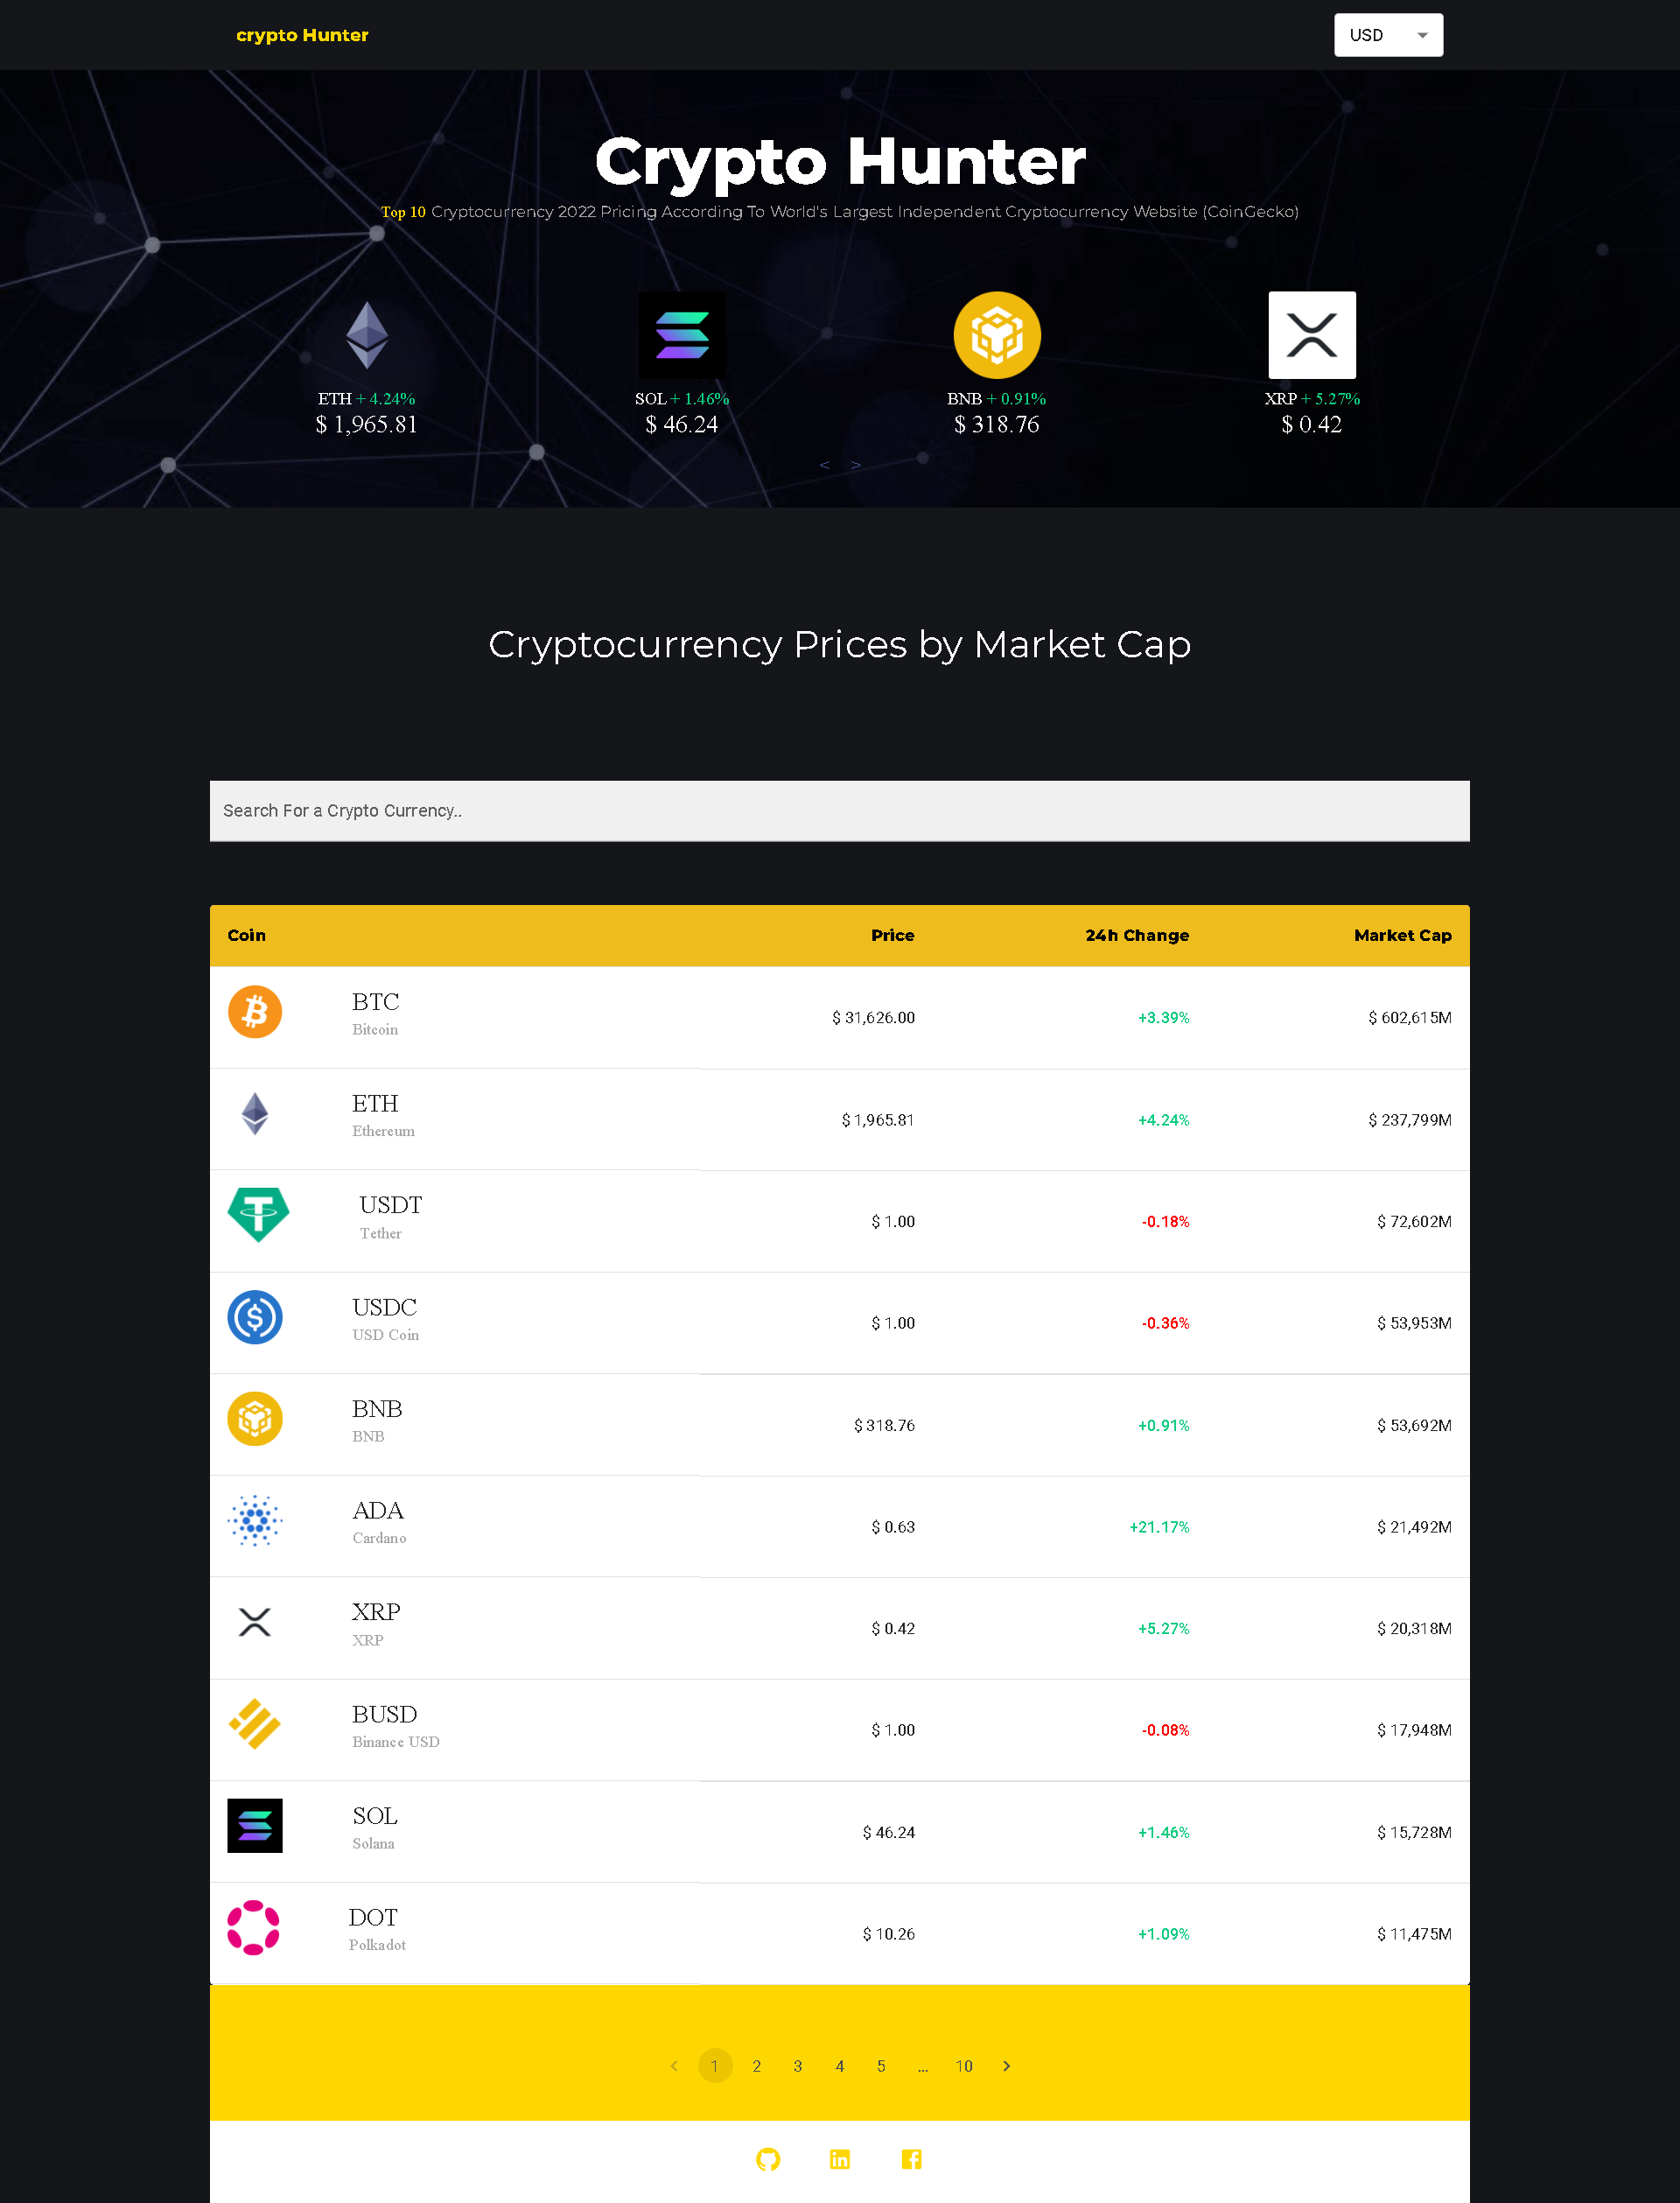 crypto Hunter
USD
Crypto Hunter
Top 10 Cryptocurrency 2022 Pricing According To World's Largest Independent Cryptocurrency Website (CoinGecko)
ETH + 4.24% SOL + 1.46% BNB + 0.91% XRP + 5.27%
$ 1,965.81 $ 46.24 $ 318.76 $ 0.42
< >
Cryptocurrency Prices by Market Cap
Search For a Crypto Currency..
Coin Price 24h Change Market Cap
BTC
Bitcoin
$ 31,626.00 +3.39% $ 602,615M
ETH
Ethereum
$ 1,965.81 +4.24% $ 237,799M
USDT
Tether
$ 1.00 -0.18% $ 72,602M
USDC
USD Coin
$ 1.00 -0.36% $ 53,953M
BNB
BNB
$ 318.76 +0.91% $ 53,692M
ADA
Cardano
$ 0.63 +21.17% $ 21,492M
XRP
XRP
$ 0.42 +5.27% $ 20,318M
BUSD
Binance USD
$ 1.00 -0.08% $ 17,948M
SOL
Solana
$ 46.24 +1.46% $ 15,728M
DOT
Polkadot
$ 10.26 +1.09% $ 11,475M
1 2 3 4 5 ... 10